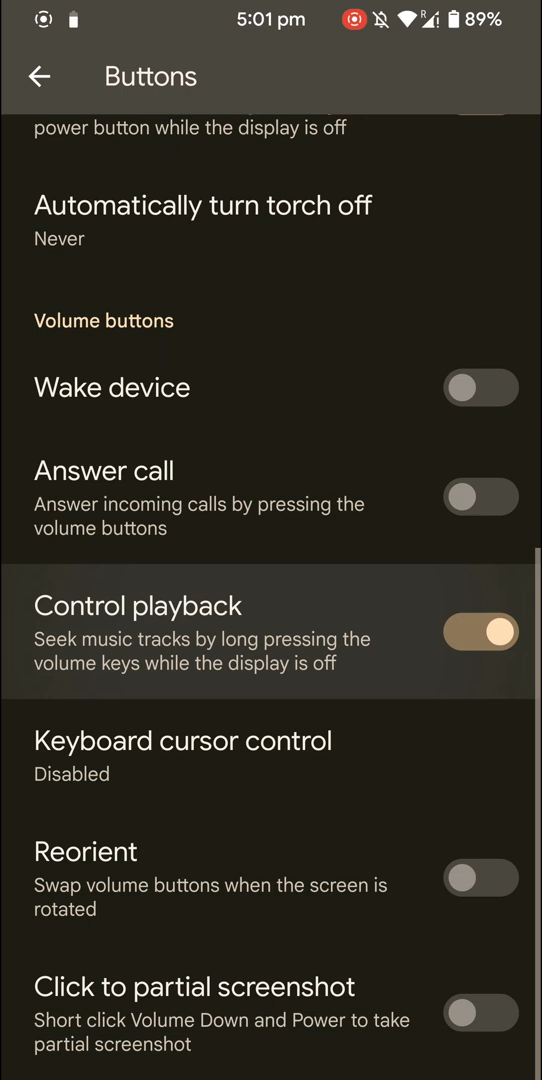 5:01 pm
R
89%
Buttons
power button while the display is off
Automatically turn torch off
Never
Volume buttons
Wake device
Answer call
Answer incoming calls by pressing the
volume buttons
Control playback
Seek music tracks by long pressing the
volume keys while the display is off
Keyboard cursor control
Disabled
Reorient
Swap volume buttons when the screen is
rotated
Click to partial screenshot
Short click Volume Down and Power to take
partial screenshot